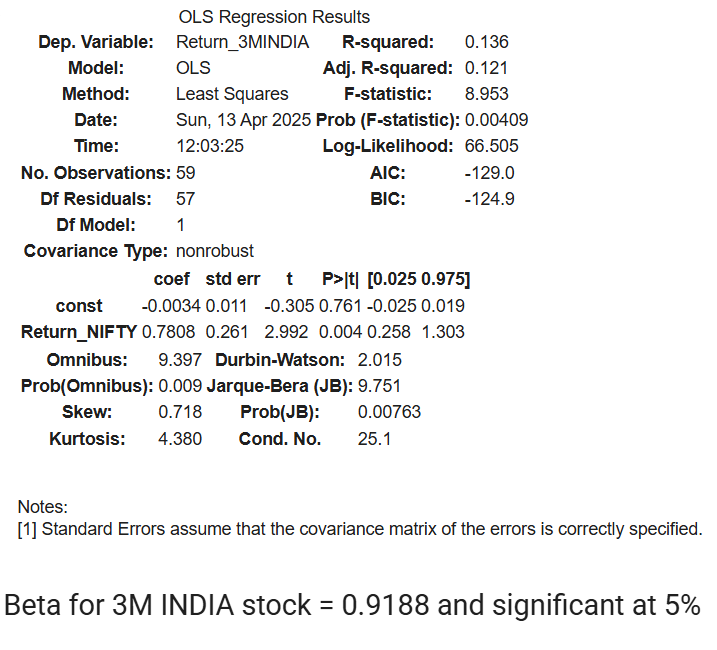 OLS Regression Results
Dep. Variable: Return_3MINDIA R-squared: 0.136
Model: OLS Adj. R-squared: 0.121
Method: Least Squares F-statistic: 8.953
Date: Sun, 13 Apr 2025 Prob (F-statistic): 0.00409
Time: 12:03:25 Log-Likelihood: 66.505
No. Observations: 59 AIC: -129.0
Df Residuals: 57 BIC: -124.9
Df Model: 1
Covariance Type: nonrobust
coef std err t P>|t| [0.025 0.975]
const -0.0034 0.011 -0.305 0.761 -0.025 0.019
Return_NIFTY 0.7808 0.261 2.992 0.004 0.258 1.303
Omnibus: 9.397 Durbin-Watson: 2.015
Prob(Omnibus): 0.009 Jarque-Bera (JB): 9.751
Skew: 0.718 Prob(JB): 0.00763
Kurtosis: 4.380 Cond. No. 25.1
Notes:
[1] Standard Errors assume that the covariance matrix of the errors is correctly specified.
Beta for 3M INDIA stock = 0.9188 and significant at 5%